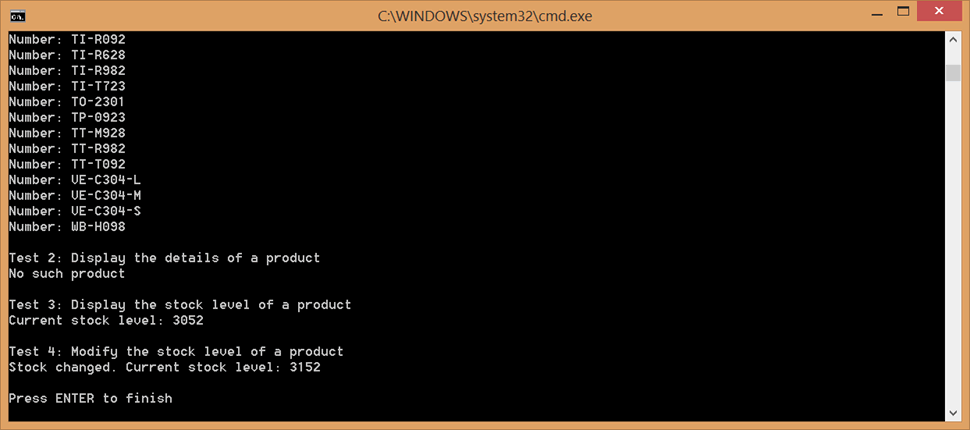 C:\WINDOWS\system32\cmd.exe
Number: TI-R092
Number: TI-R628
Number: TI-R982
Number: TI-T723
Number: TO-2301
Number: TP-0923
Number: TT-M928
Number: TT-R982
Number: TT-T092
Number: VE-C304-L
Number: VE-C304-M
Number: VE-C304-S
Number: WB-H098
Test 2: Display the details of a product
No such product
Test 3: Display the stock level of a product
Current stock level: 3052
Test 4: Modify the stock level of a product
Stock changed. Current stock level: 3152
Press ENTER to finish